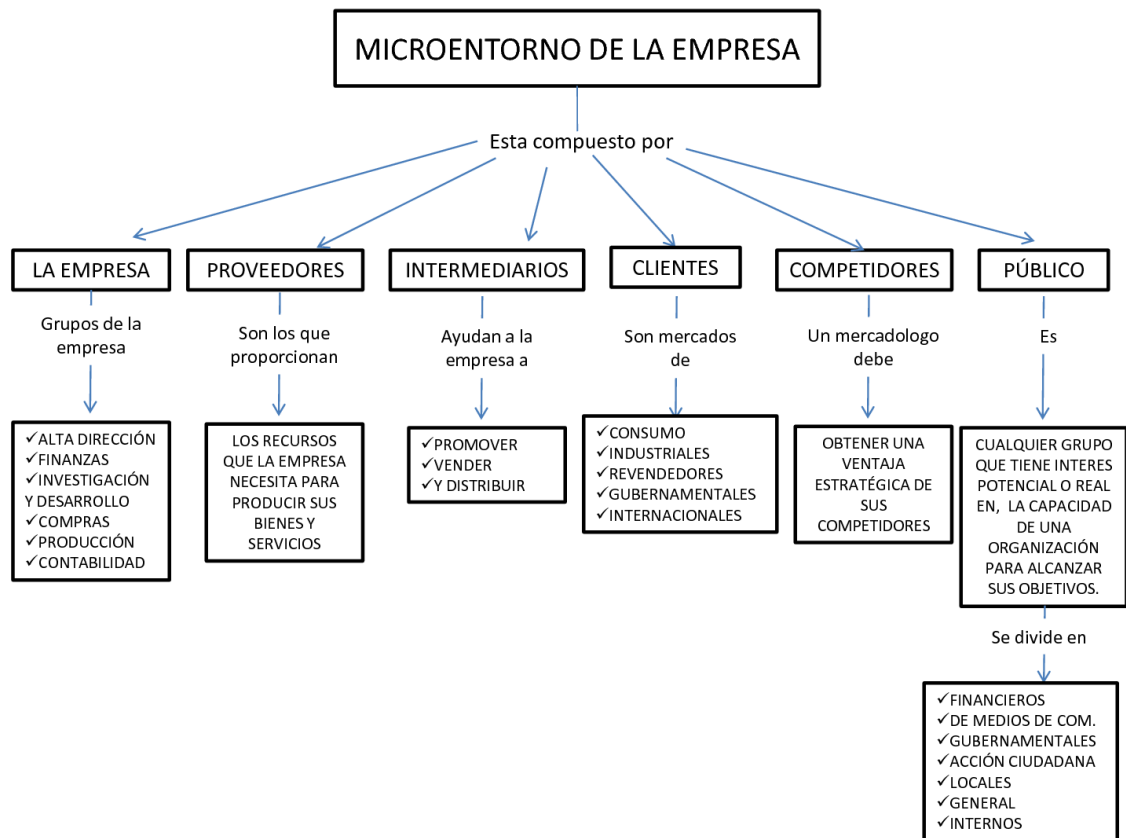 MICROENTORNO DE LA EMPRESA
Esta compuesto por
LA EMPRESA
Grupos de la
empresa
✓ALTA DIRECCIÓN
✓FINANZAS
✓INVESTIGACIÓN
Y DESARROLLO
✓COMPRAS
✓PRODUCCIÓN
✓CONTABILIDAD
PROVEEDORES
Son los que
proporcionan
LOS RECURSOS
QUE LA EMPRESA
NECESITA PARA
PRODUCIR SUS
BIENES Y
SERVICIOS
INTERMEDIARIOS
Ayudan a la
empresa a
✓PROMOVER
✓VENDER
✓Y DISTRIBUIR
CLIENTES
Son mercados
de
✓CONSUMO
✓INDUSTRIALES
✓REVENDEDORES
✓GUBERNAMENTALES
✓INTERNACIONALES
COMPETIDORES
Un mercadologo
debe
OBTENER UNA
VENTAJA
ESTRATÉGICA DE
SUS
COMPETIDORES
PÚBLICO
Es
CUALQUIER GRUPO
QUE TIENE INTERES
POTENCIAL O REAL
EN, LA CAPACIDAD
DE UNA
ORGANIZACIÓN
PARA ALCANZAR
SUS OBJETIVOS.
Se divide en
✓FINANCIEROS
✓DE MEDIOS DE COM.
✓GUBERNAMENTALES
✓ACCIÓN CIUDADANA
✓LOCALES
✓GENERAL
✓INTERNOS